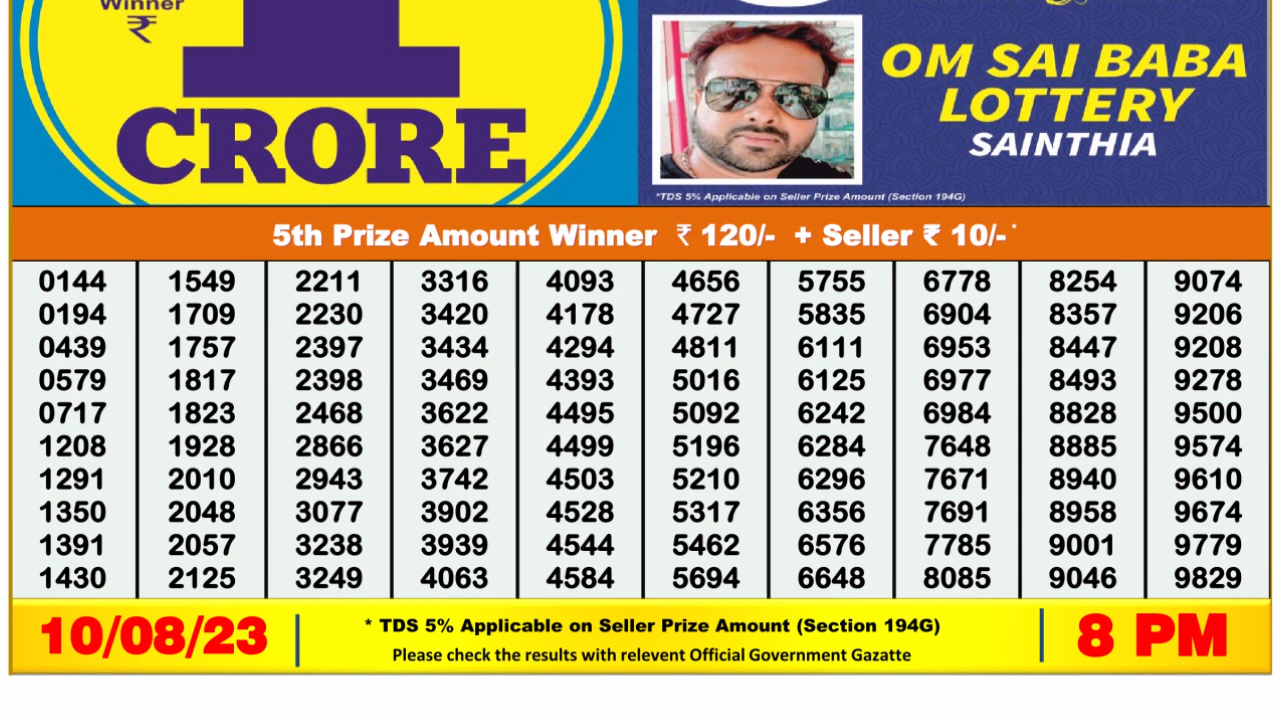 Winner
₹
1
CRORE
OM SAI BABA
LOTTERY
SAINTHIA
*TDS 5% Applicable on Seller Prize Amount (Section 194G)
5th Prize Amount Winner ₹ 120/- + Seller ₹ 10/-*
0144 1549 2211 3316 4093 4656 5755 6778 8254 9074
0194 1709 2230 3420 4178 4727 5835 6904 8357 9206
0439 1757 2397 3434 4294 4811 6111 6953 8447 9208
0579 1817 2398 3469 4393 5016 6125 6977 8493 9278
0717 1823 2468 3622 4495 5092 6242 6984 8828 9500
1208 1928 2866 3627 4499 5196 6284 7648 8885 9574
1291 2010 2943 3742 4503 5210 6296 7671 8940 9610
1350 2048 3077 3902 4528 5317 6356 7691 8958 9674
1391 2057 3238 3939 4544 5462 6576 7785 9001 9779
1430 2125 3249 4063 4584 5694 6648 8085 9046 9829
10/08/23
* TDS 5% Applicable on Seller Prize Amount (Section 194G)
Please check the results with relevent Official Government Gazatte
8 PM